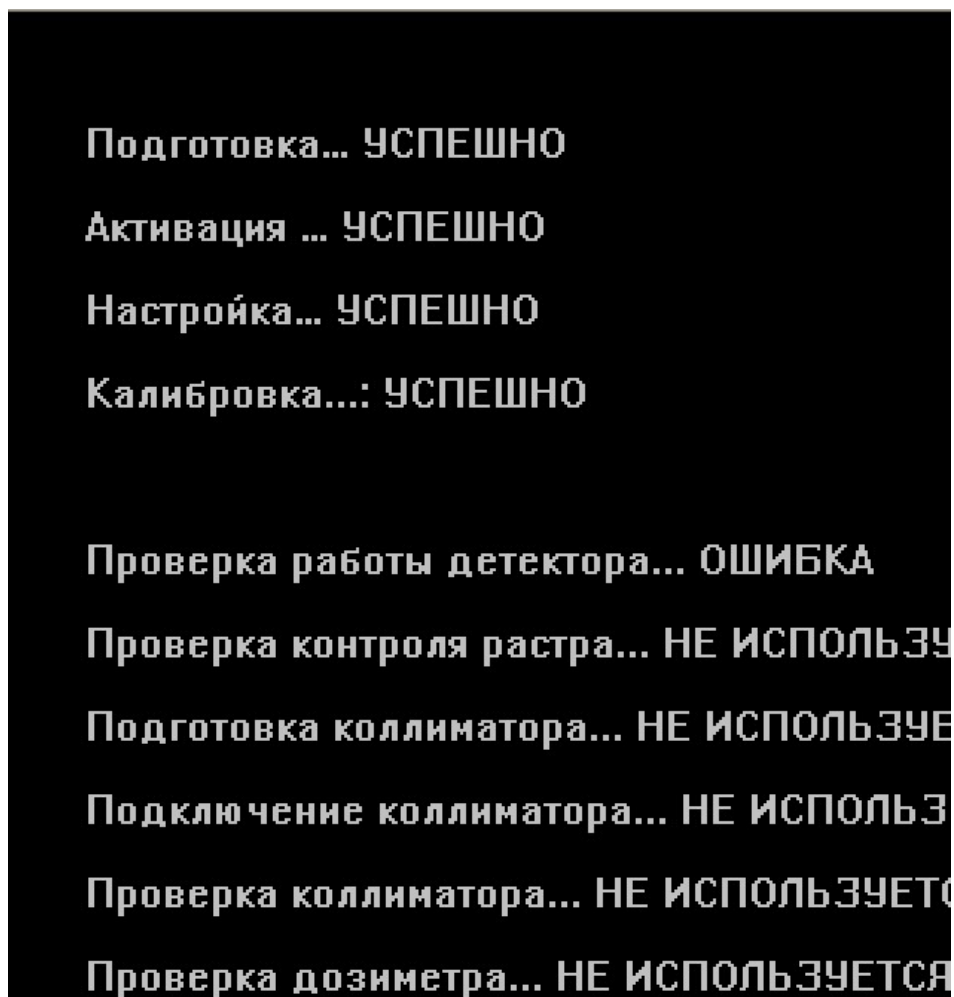 Подготовка... УСПЕШНО
Активация ... УСПЕШНО
Настройка... УСПЕШНО
Калибровка...: УСПЕШНО
Проверка работы детектора... ОШИБКА
Проверка контроля растра... НЕ ИСПОЛЬЗУ
Подготовка коллиматора... НЕ ИСПОЛЬЗУЕ
Подключение коллиматора... НЕ ИСПОЛЬЗ
Проверка коллиматора... НЕ ИСПОЛЬЗУЕТС
Проверка дозиметра... НЕ ИСПОЛЬЗУЕТСЯ